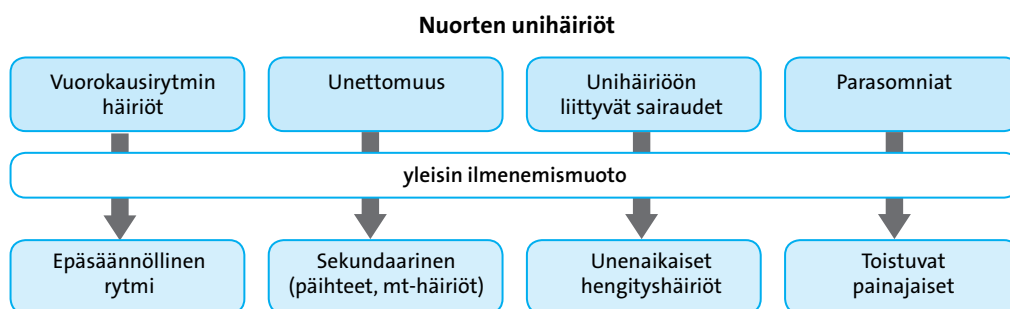 Nuorten unihäiriöt
Vuorokausirytmin
häiriöt
Unettomuus
Unihäiriöön
liittyvät sairaudet
Parasomniat
yleisin ilmenemismuoto
Epäsäännöllinen
rytmi
Sekundaarinen
(päihteet, mt-häiriöt)
Unenaikaiset
hengityshäiriöt
Toistuvat
painajaiset